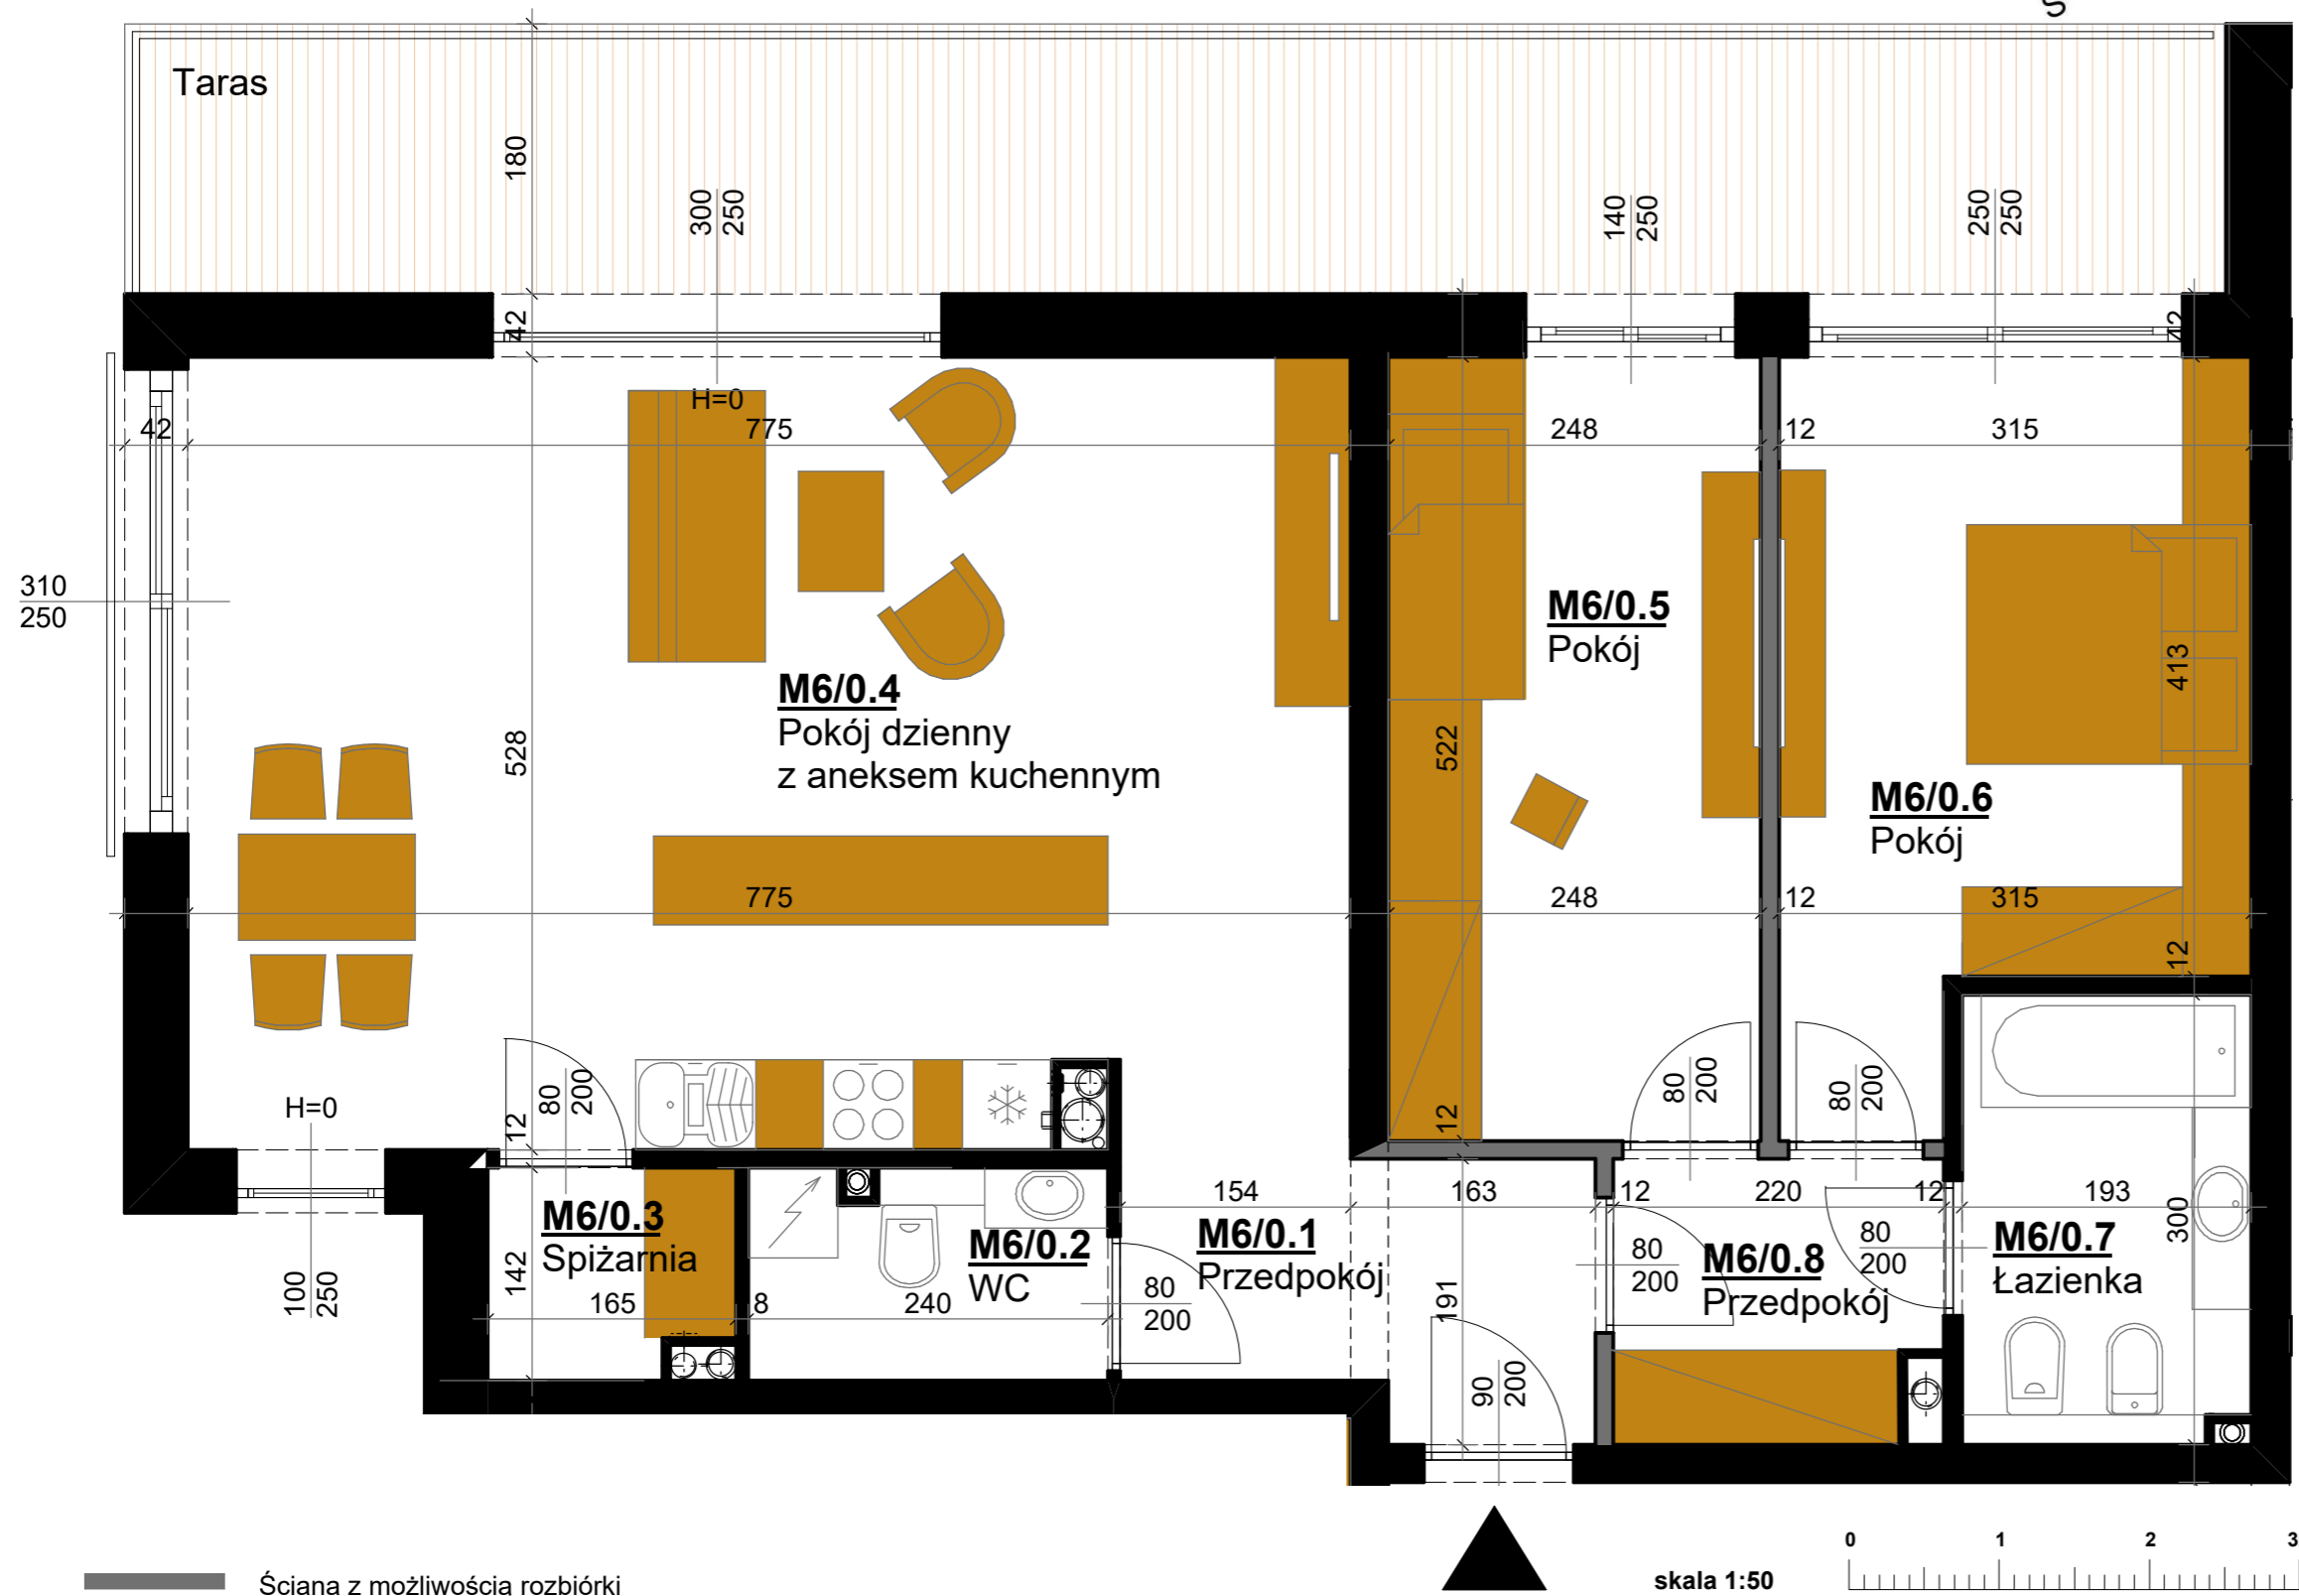 S
Taras
180
300
250
140
250
250
250
42
42
H=0
42
775
248
12
315
310
250
M6/0.5
Pokój
M6/0.4
Pokój dzienny
z aneksem kuchennym
528
522
413
M6/0.6
Pokój
775
248
12
315
12
H=0
12
80
200
12
80
200
80
200
100
250
M6/0.3
Spiżarnia
142
165
8
M6/0.2
WC
240
80
200
154
M6/0.1
Przedpokój
163
191
90
200
12
220
12
80
200
M6/0.8
Przedpokój
80
200
193
M6/0.7
Łazienka
300
Ściana z możliwością rozbiórki
skala 1:50
0
1
2
3